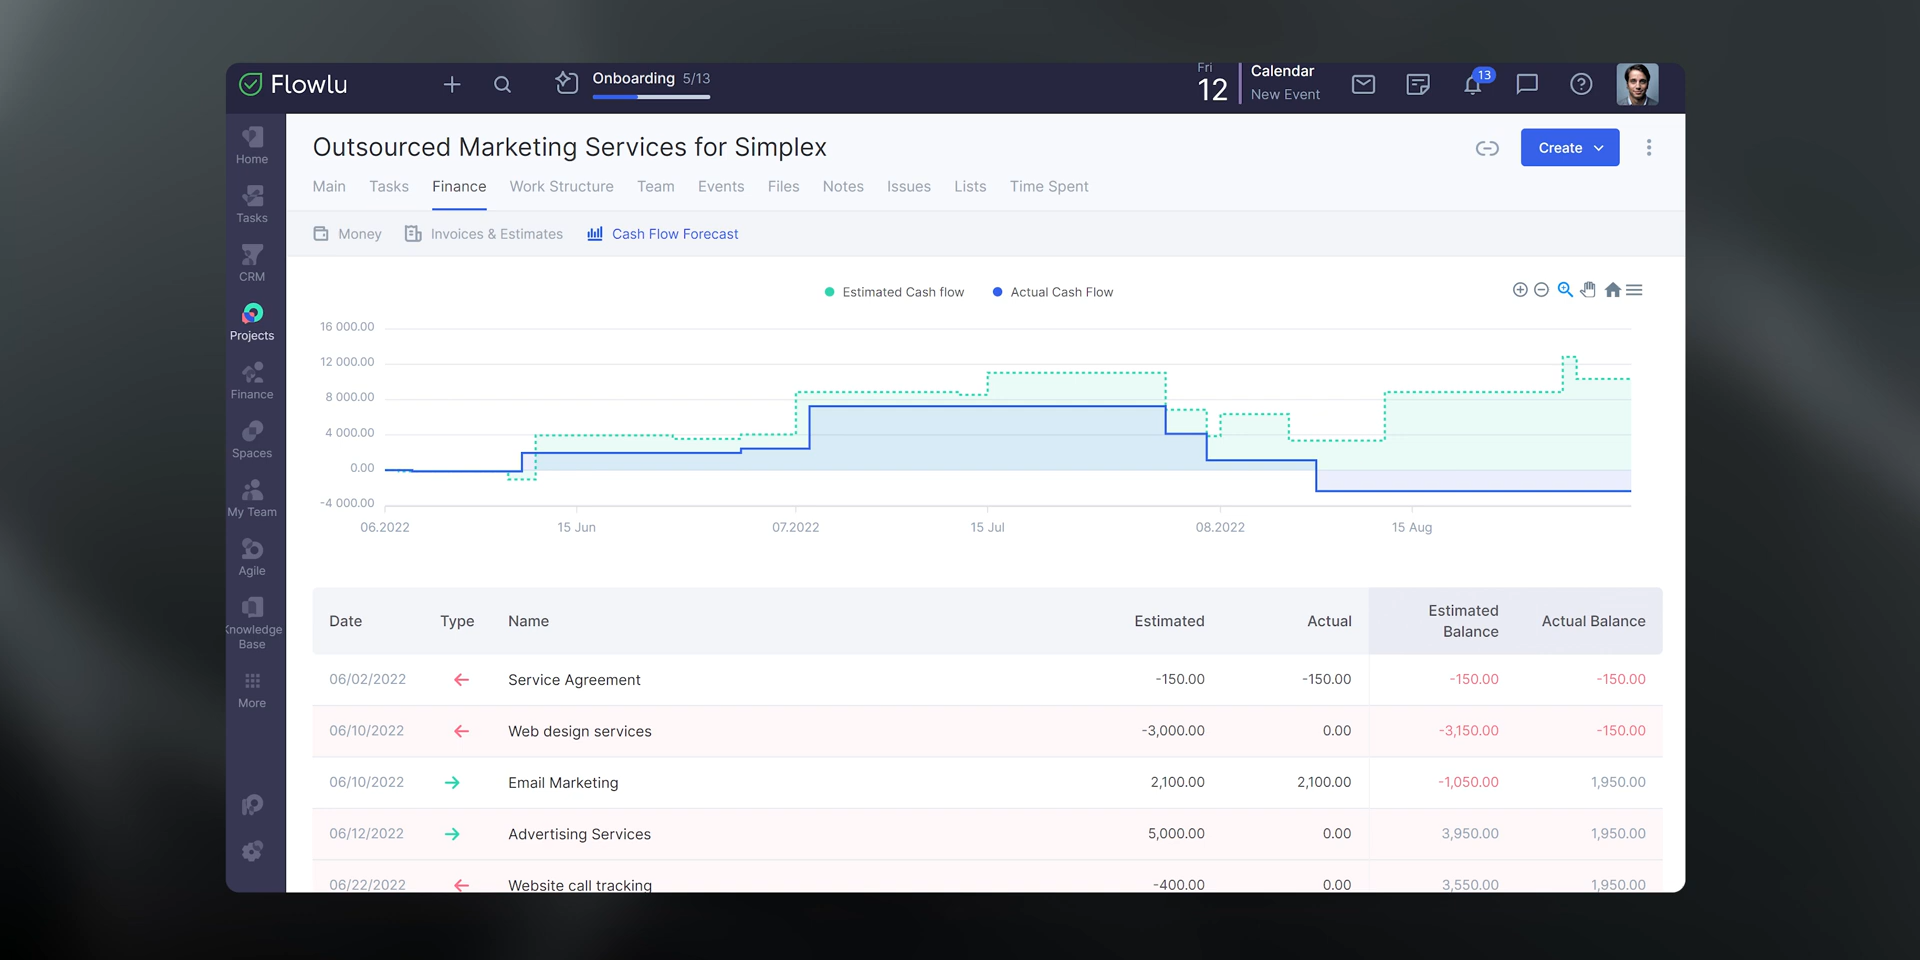 Flowlu
Onboarding 5/13
Fri
12
Calendar
New Event
13
Home
Tasks
CRM
Projects
Finance
Spaces
My Team
Agile
Knowledge
Base
More
Outsourced Marketing Services for Simplex
Create
Main Tasks Finance Work Structure Team Events Files Notes Issues Lists Time Spent
Money Invoices & Estimates Cash Flow Forecast
Estimated Cash flow Actual Cash Flow
16 000.00
12 000.00
8 000.00
4 000.00
0.00
-4 000.00
06.2022 15 Jun 07.2022 15 Jul 08.2022 15 Aug
Date Type Name Estimated Actual Estimated Balance Actual Balance
06/02/2022 Service Agreement -150.00 -150.00 -150.00 -150.00
06/10/2022 Web design services -3,000.00 0.00 -3,150.00 -150.00
06/10/2022 Email Marketing 2,100.00 2,100.00 -1,050.00 1,950.00
06/12/2022 Advertising Services 5,000.00 0.00 3,950.00 1,950.00
06/22/2022 Website call tracking -400.00 0.00 3,550.00 1,950.00